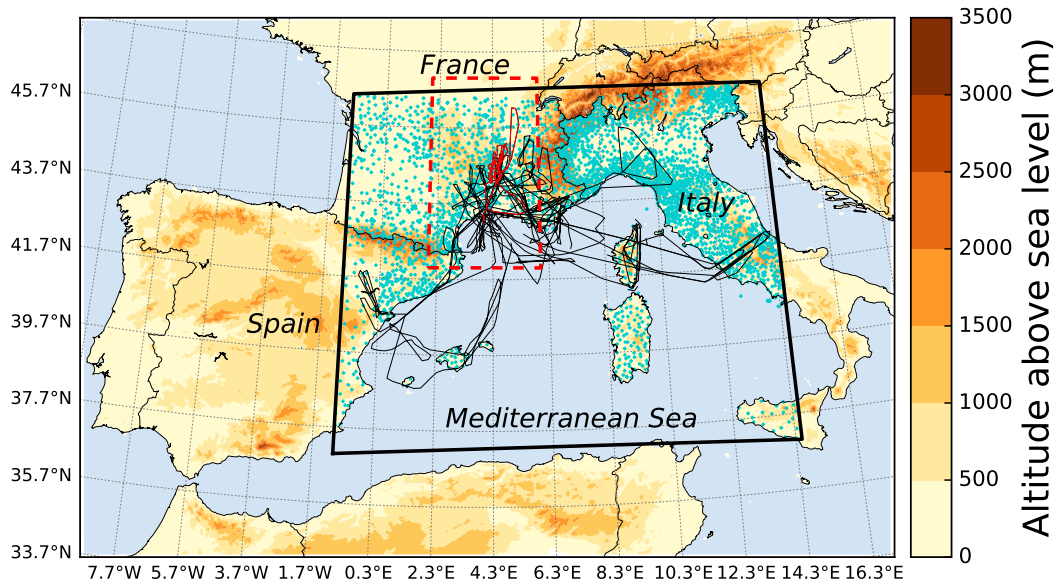 France
Italy
Spain
Mediterranean Sea
45.7°N
43.7°N
41.7°N
39.7°N
37.7°N
35.7°N
33.7°N
7.7°W 5.7°W 3.7°W 1.7°W 0.3°E 2.3°E 4.3°E 6.3°E 8.3°E 10.3°E 12.3°E 14.3°E 16.3°E
3500
3000
2500
2000
1500
1000
500
0
Altitude above sea level (m)